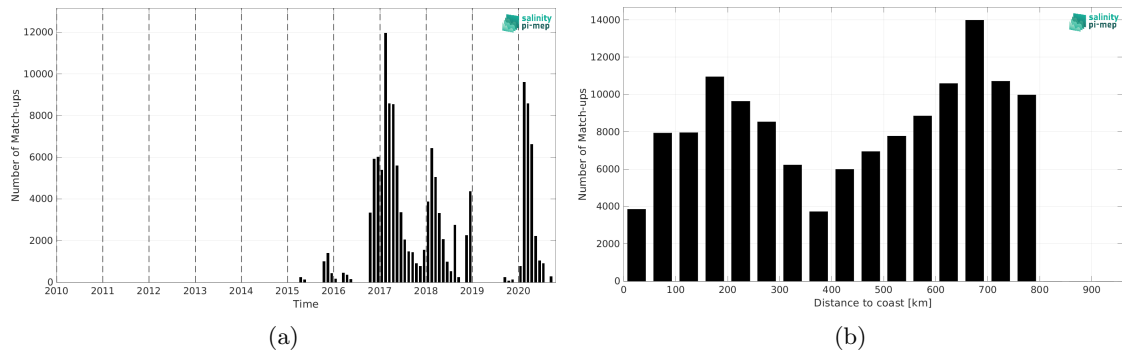 salinity
pi-mep
12000
10000
8000
6000
4000
2000
0
Number of Match-ups
2010 2011 2012 2013 2014 2015 2016 2017 2018 2019 2020
Time
(a)
salinity
pi-mep
14000
12000
10000
8000
6000
4000
2000
0
Number of Match-ups
0 100 200 300 400 500 600 700 800 900
Distance to coast [km]
(b)